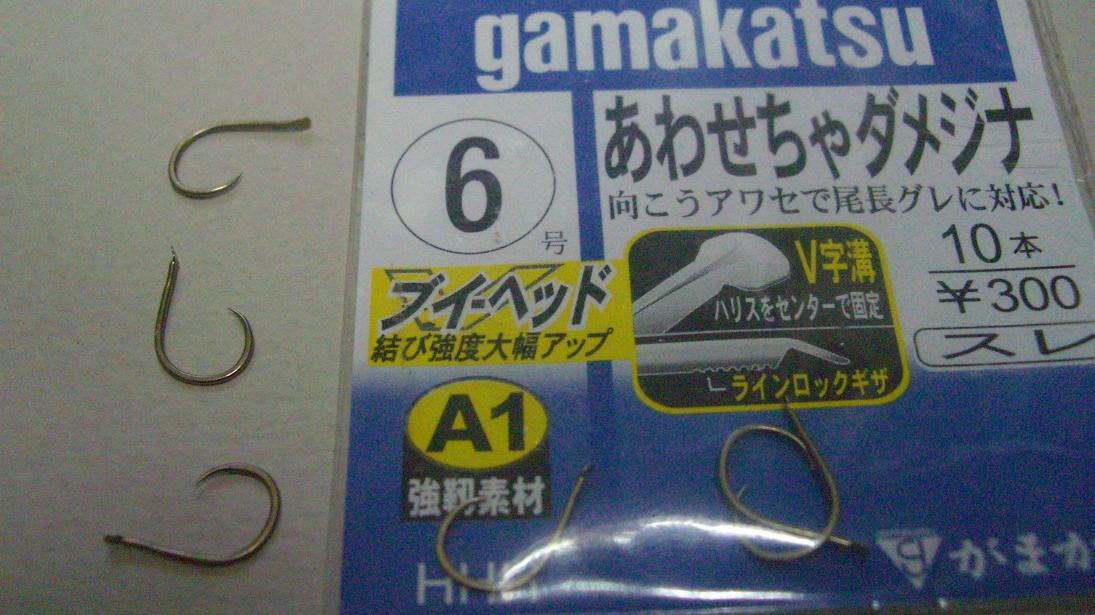 gamakatsu
あわせちゃダメジナ
向こうアワセで尾長グレに対応!
6号
10本
¥300
スレ
ブイヘッド
結び強度大幅アップ
V字溝
ハリスをセンターで固定
ラインロックギザ
A1
強靭素材
がまか